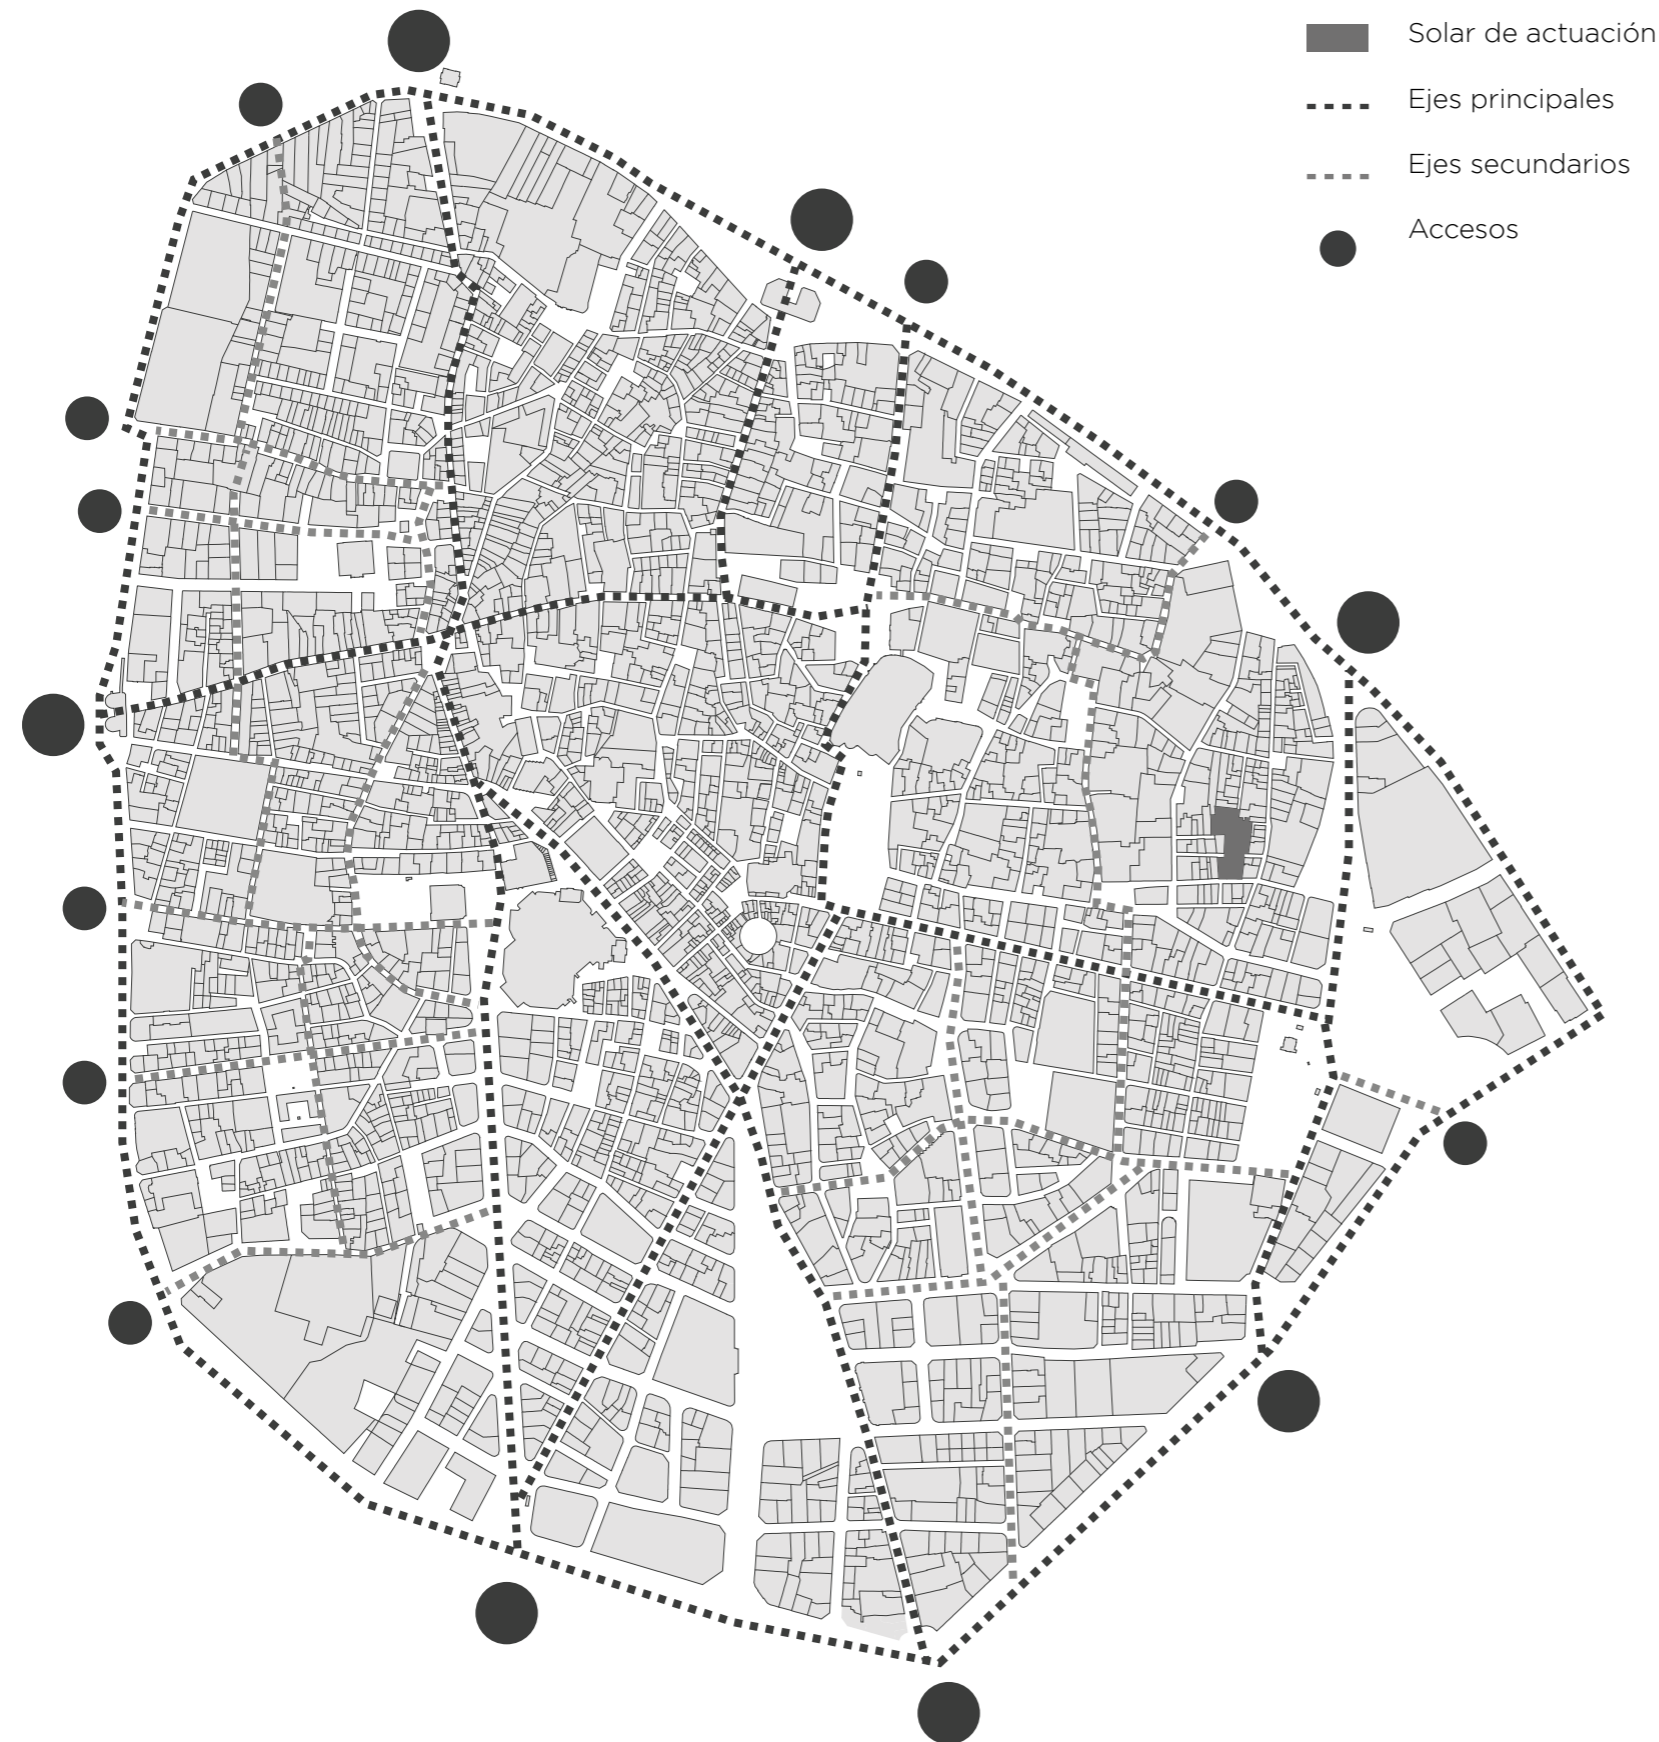 Solar de actuación
Ejes principales
Ejes secundarios
Accesos